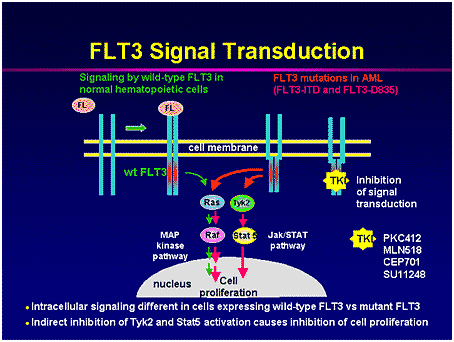 FLT3 Signal Transduction
Signaling by wild-type FLT3 in
normal hematopoietic cells
FLT3 mutations in AML
(FLT3-ITD and FLT3-D835)
FL
FL
cell membrane
wt FLT3
TKI
Inhibition
of signal
transduction
Ras
Tyk2
MAP
kinase
pathway
Raf
Stat 5
Jak/STAT
pathway
TKI
PKC412
MLN518
CEP701
SU11248
nucleus
Cell
proliferation
• Intracellular signaling different in cells expressing wild-type FLT3 vs mutant FLT3
• Indirect inhibition of Tyk2 and Stat5 activation causes inhibition of cell proliferation